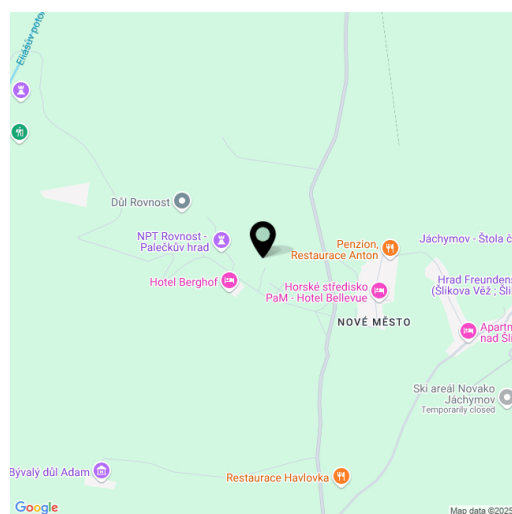 Eliášův potok
Důl Rovnost
NPT Rovnost -
Palečkův hrad
Penzion,
Restaurace Anton
Jáchymov - Štola č
Hotel Berghof
Horské středisko
PaM - Hotel Bellevue
Hrad Freudens
(Šlikova Věž ; Šl
NOVÉ MĚSTO
Apartm
nad Šli
Ski areál Novako
Jáchymov
Temporarily closed
Bývalý důl Adam
Restaurace Havlovka
Google
Map data ©2025